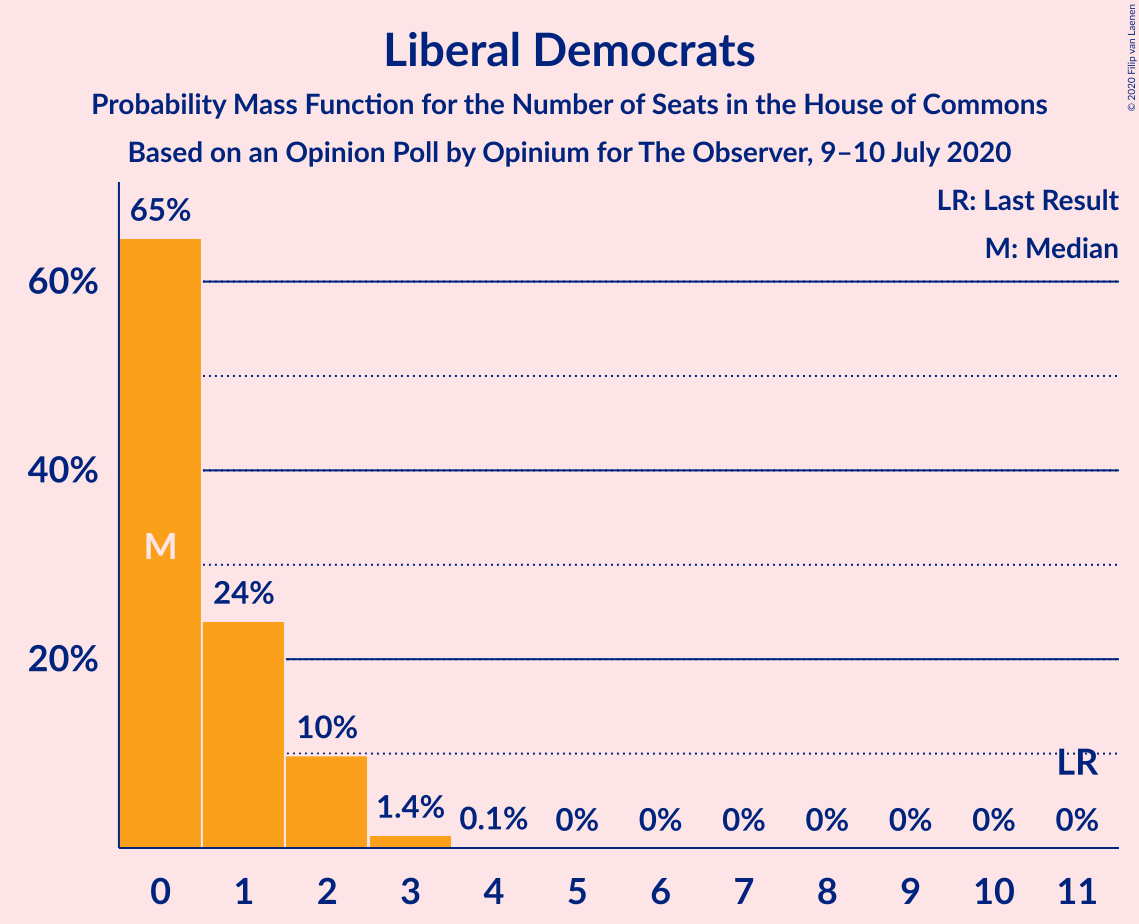 Liberal Democrats
Probability Mass Function for the Number of Seats in the House of Commons
Based on an Opinion Poll by Opinium for The Observer, 9–10 July 2020
© 2020 Filip van Laenen
LR: Last Result
M: Median
65%
60%
40%
M
24%
20%
10%
LR
1.4% 0.1% 0% 0% 0% 0% 0% 0% 0%
0 1 2 3 4 5 6 7 8 9 10 11